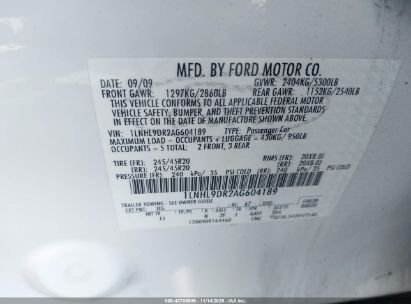 MFD. BY FORD MOTOR CO.
DATE: 09/09 GVWR: 2404KG/5300LB
FRONT GAWR: 1297KG/2860LB REAR GAWR: 1152KG/2540LB
THIS VEHICLE CONFORMS TO ALL APPLICABLE FEDERAL MOTOR
VEHICLE SAFETY, BUMPER, AND THEFT PREVENTION STANDARDS
IN EFFECT ON THE DATE OF MANUFACTURE SHOWN ABOVE.
VIN: 1LNHL9DR2AG604189 TYPE: Passenger Car
MAXIMUM LOAD = OCCUPANTS + LUGGAGE = 430KG/ 950LB
OCCUPANTS: 5 TOTAL: 2 FRONT, 3 REAR
TIRE (FR): 245/45R20 RIMS (FR): 20X8.0J
(RR): 245/45R20 (RR): 20X8.0J
PRESSURE (FR): 240 kPa/ 35 PSI COLD (RR): 240 kPa/ 35 PSI COLD
1LNHL9DR2AG604189
TRAILER TOWING - SEE OWNER GUIDE
11/14/2025